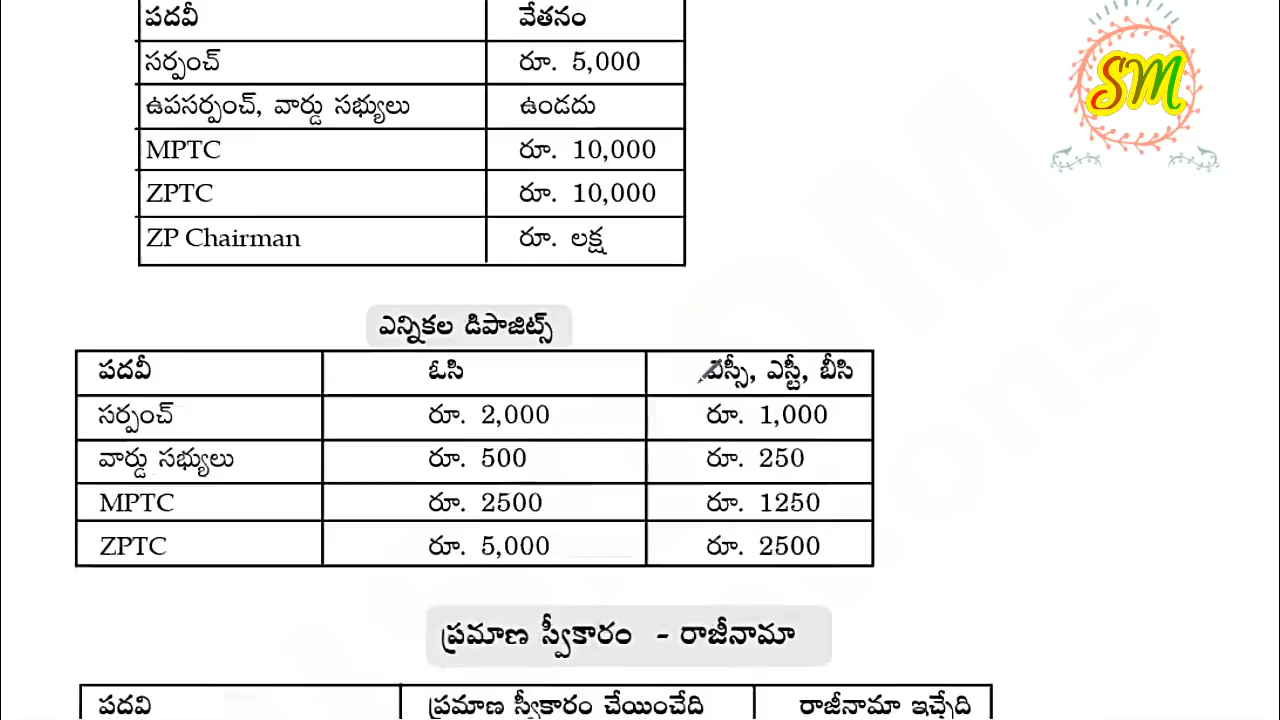 పదవీ వేతనం
సర్పంచ్ రూ. 5,000
ఉపసర్పంచ్, వార్డు సభ్యులు ఉండదు
MPTC రూ. 10,000
ZPTC రూ. 10,000
ZP Chairman రూ. లక్ష
SM
ఎన్నికల డిపాజిట్స్
పదవీ ఓసి ఎస్సీ, ఎస్టీ, బీసి
సర్పంచ్ రూ. 2,000 రూ. 1,000
వార్డు సభ్యులు రూ. 500 రూ. 250
MPTC రూ. 2500 రూ. 1250
ZPTC రూ. 5,000 రూ. 2500
ప్రమాణ స్వీకారం - రాజీనామా
పదవి ప్రమాణ స్వీకారం చేయించేది రాజీనామా ఇచ్చేది